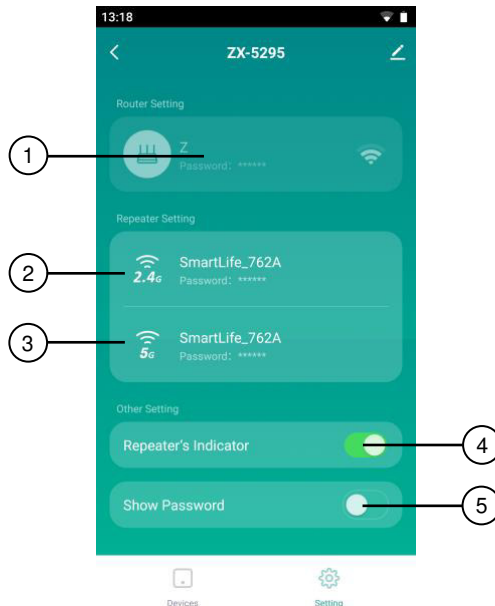 13:18
ZX-5295
Router Setting
1
Z
Password: ******
Repeater Setting
2
2.4G
SmartLife_762A
Password: ******
3
5G
SmartLife_762A
Password: ******
Other Setting
Repeater's Indicator
4
Show Password
5
Devices
Setting